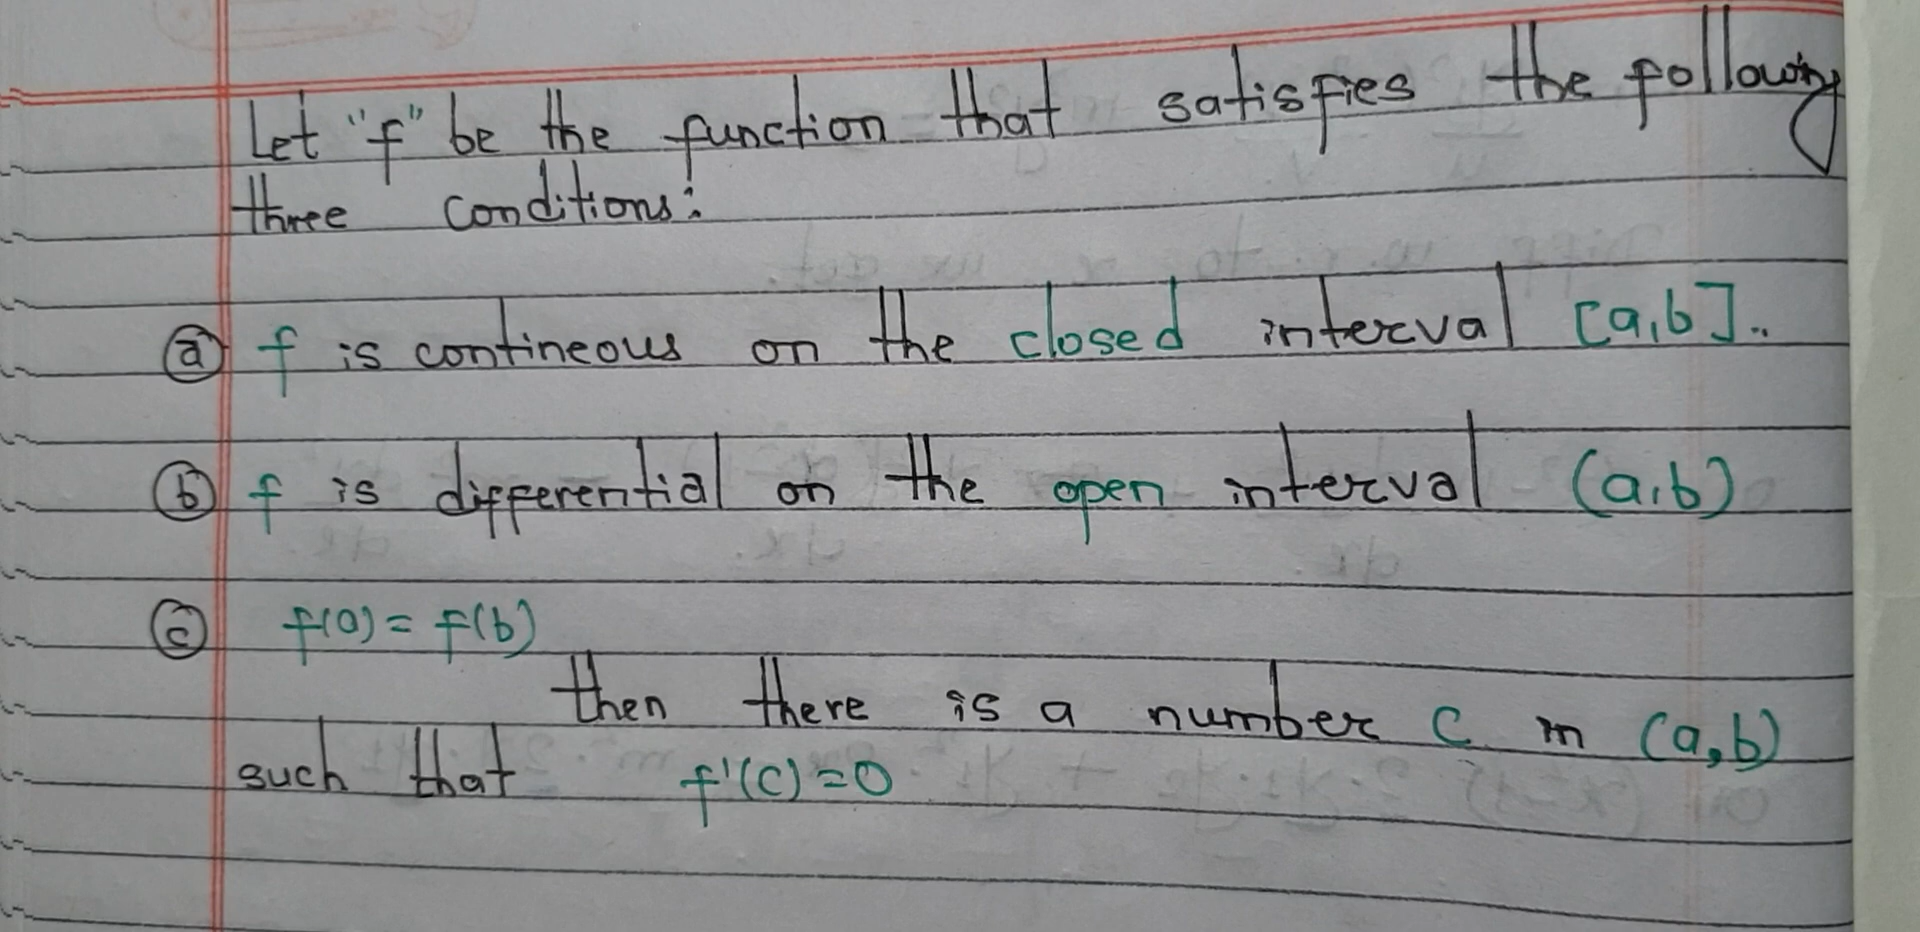 Let "f" be the function that satisfies the following
three conditions:
(a) f is contineous on the closed interval [a,b]..
(b) f is differential on the open interval (a,b)
(c) f(a) = f(b)
then there is a number c in (a,b)
such that f'(c)=0